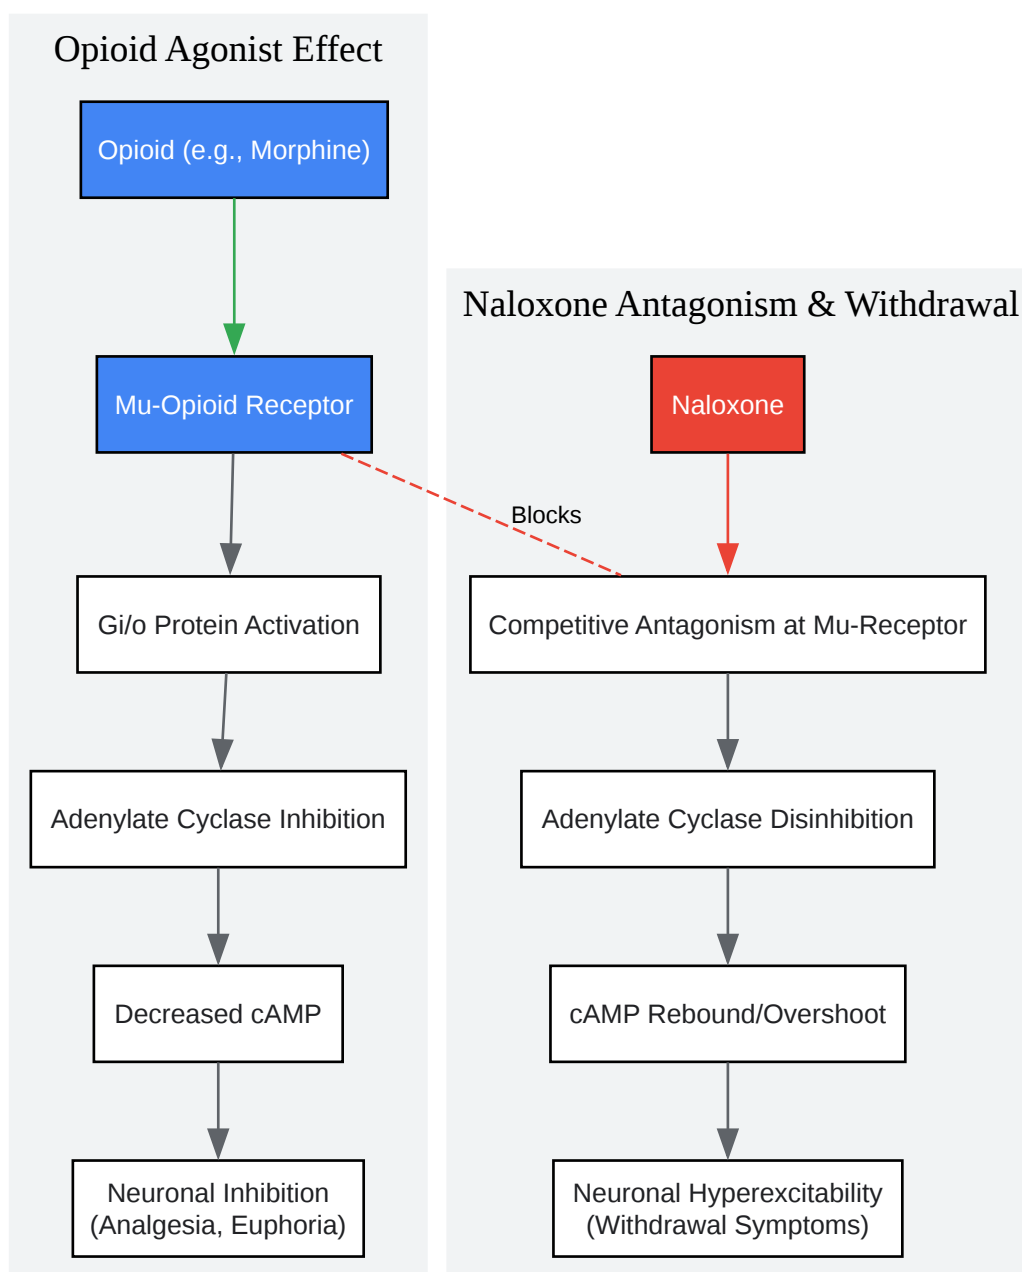 Opioid Agonist Effect
Opioid (e.g., Morphine)
Mu-Opioid Receptor
Gi/o Protein Activation
Adenylate Cyclase Inhibition
Decreased cAMP
Neuronal Inhibition
(Analgesia, Euphoria)
Naloxone Antagonism & Withdrawal
Naloxone
Blocks
Competitive Antagonism at Mu-Receptor
Adenylate Cyclase Disinhibition
cAMP Rebound/Overshoot
Neuronal Hyperexcitability
(Withdrawal Symptoms)